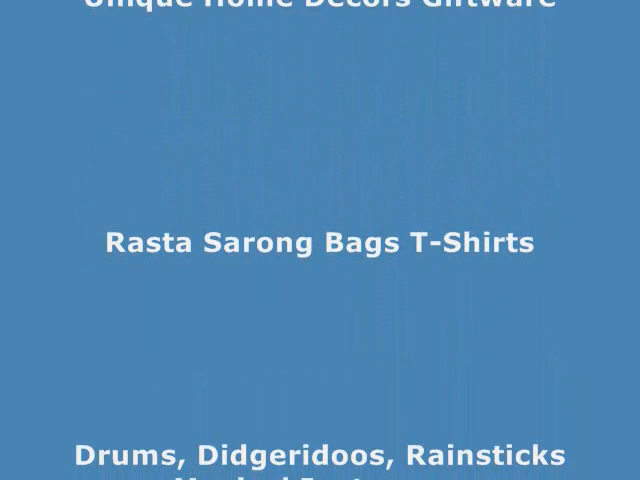 Unique Home Decors Giftware
Rasta Sarong Bags T-Shirts
Drums, Didgeridoos, Rainsticks